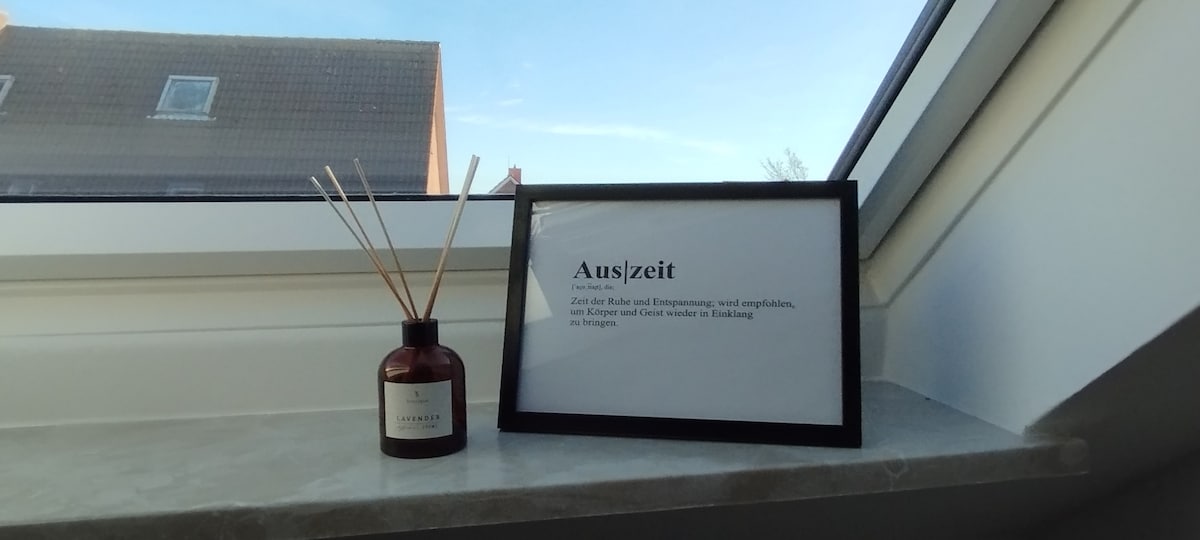 Aus|zeit
Zeit der Ruhe und Entspannung; wird empfohlen,
um Körper und Geist wieder in Einklang
zu bringen.
LAVENDER